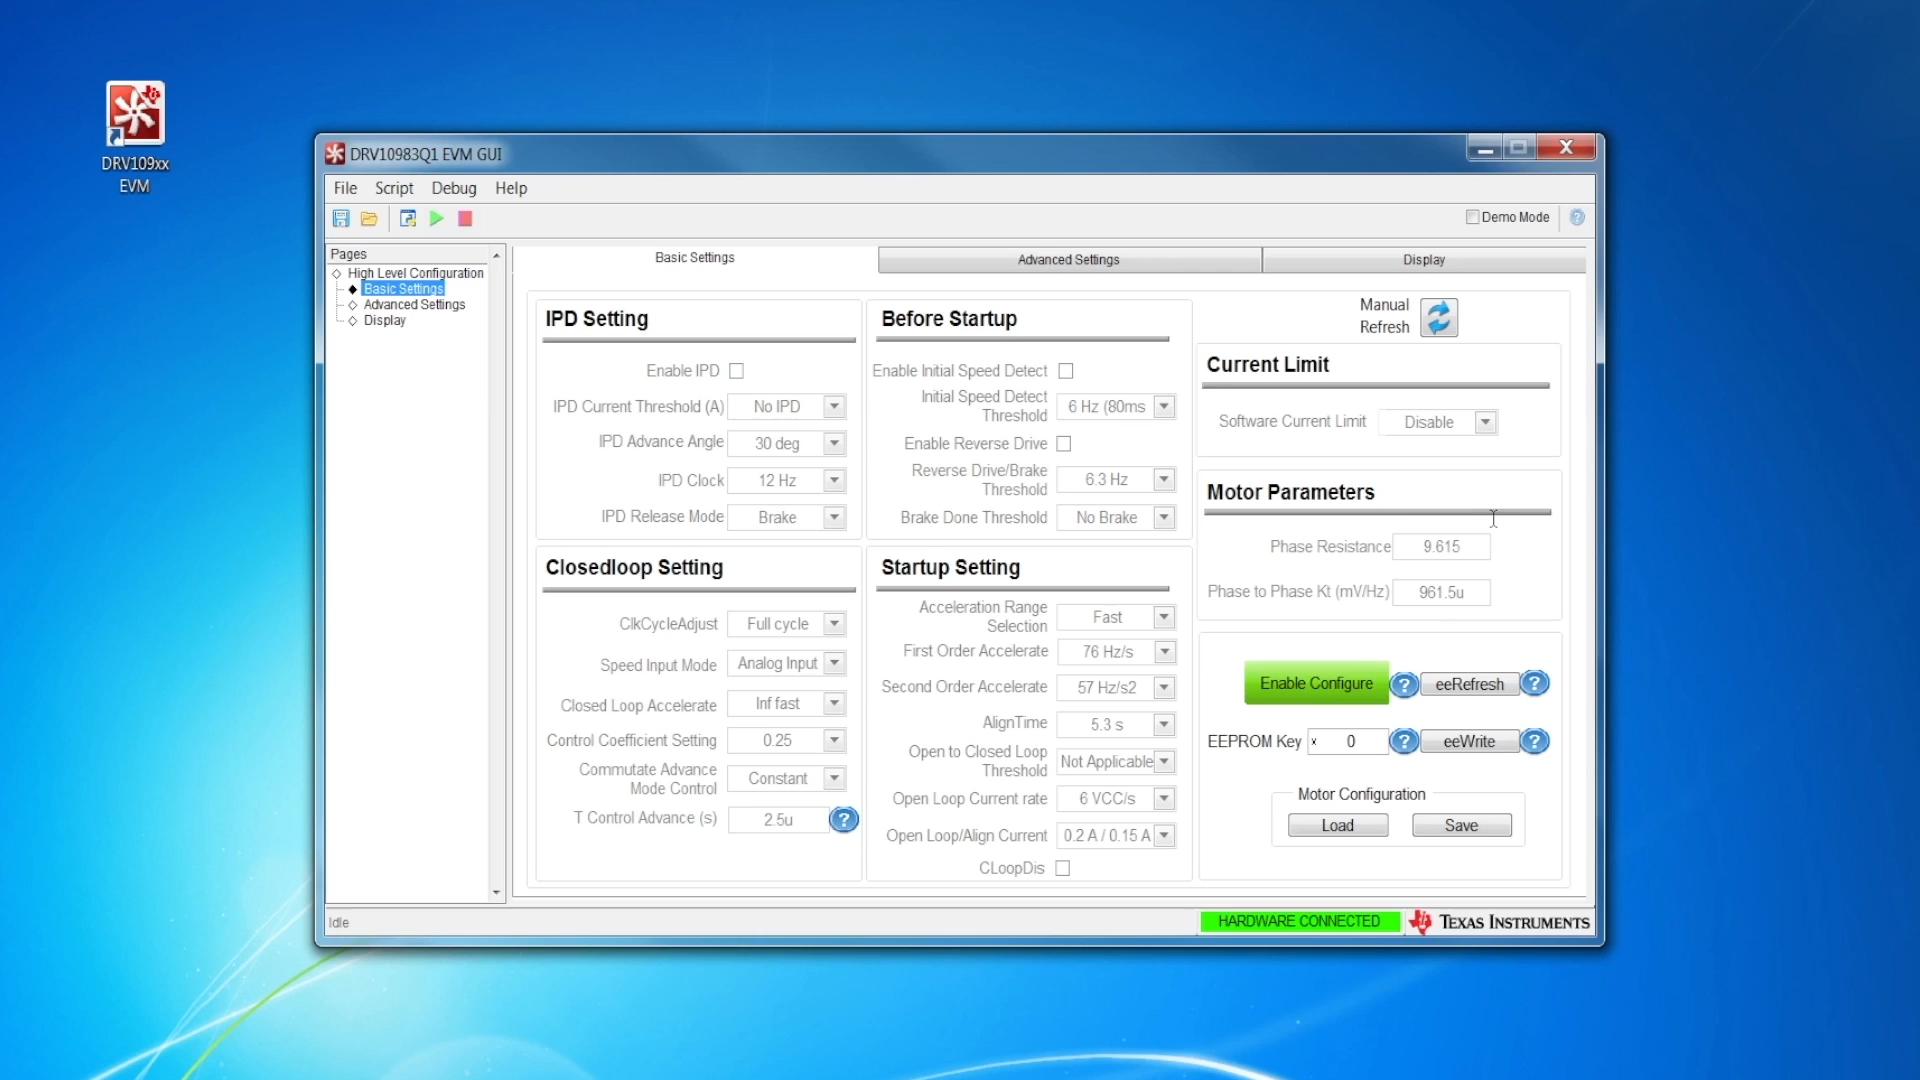 DRV109xx
EVM
DRV10983Q1 EVM GUI
File Script Debug Help
Demo Mode
Pages
High Level Configuration
Basic Settings
Advanced Settings
Display
Basic Settings
Advanced Settings
Display
IPD Setting
Enable IPD
IPD Current Threshold (A) No IPD
IPD Advance Angle 30 deg
IPD Clock 12 Hz
IPD Release Mode Brake
Before Startup
Enable Initial Speed Detect
Initial Speed Detect
Threshold 6 Hz (80ms
Enable Reverse Drive
Reverse Drive/Brake
Threshold 6.3 Hz
Brake Done Threshold No Brake
Manual
Refresh
Current Limit
Software Current Limit Disable
Motor Parameters
Phase Resistance 9.615
Phase to Phase Kt (mV/Hz) 961.5u
Closedloop Setting
ClkCycleAdjust Full cycle
Speed Input Mode Analog Input
Closed Loop Accelerate Inf fast
Control Coefficient Setting 0.25
Commutate Advance
Mode Control Constant
T Control Advance (s) 2.5u ?
Startup Setting
Acceleration Range
Selection Fast
First Order Accelerate 76 Hz/s
Second Order Accelerate 57 Hz/s2
AlignTime 5.3 s
Open to Closed Loop
Threshold Not Applicable
Open Loop Current rate 6 VCC/s
Open Loop/Align Current 0.2 A / 0.15 A
CLoopDis
Enable Configure ? eeRefresh ?
EEPROM Key x 0 ? eeWrite ?
Motor Configuration
Load Save
Idle
HARDWARE CONNECTED
TEXAS INSTRUMENTS